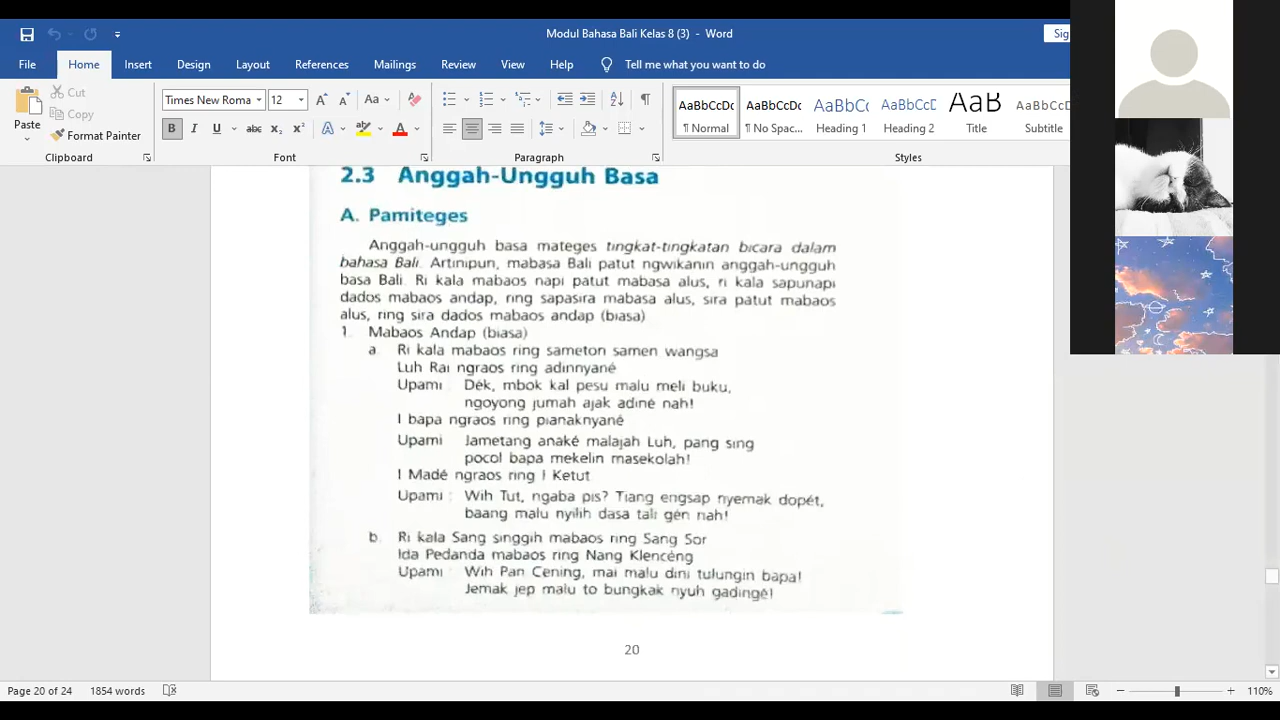 Modul Bahasa Bali Kelas 8 (3) - Word
Sig
File Home Insert Design Layout References Mailings Review View Help Tell me what you want to do
Cut
Copy
Paste Format Painter
Clipboard
Times New Roma 12
Font
Paragraph
AaBbCcDc AaBbCcDc AaBbC AaBbCcD AaB AaBbCcD
¶ Normal ¶ No Spac... Heading 1 Heading 2 Title Subtitle
Styles
2.3 Anggah-Ungguh Basa
A. Pamiteges
Anggah-ungguh basa mateges tingkat-tingkatan bicara dalam
bahasa Bali. Artinipun, mabasa Bali patut ngwikanin anggah-ungguh
basa Bali. Ri kala mabaos napi patut mabasa alus, ri kala sapunapi
dados mabaos andap, ring sapasira mabasa alus, sira patut mabaos
alus, ring sira dados mabaos andap (biasa)
1. Mabaos Andap (biasa)
a. Ri kala mabaos ring sameton samen wangsa
Luh Rai ngraos ring adinnyané
Upami : Dék, mbok kal pesu malu meli buku,
ngoyong jumah ajak adiné nah!
I bapa ngraos ring pianaknyané
Upami Jametang anaké malajah Luh, pang sing
pocol bapa mekelin masekolah!
I Madé ngraos ring I Ketut
Upami : Wih Tut, ngaba pis? Tiang engsap nyemak dopét,
baang malu nyilih dasa tali gén nah!
b. Ri kala Sang singgih mabaos ring Sang Sor
Ida Pedanda mabaos ring Nang Klencéng
Upami : Wih Pan Cening, mai malu dini tulungin bapa!
Jemak jep malu to bungkak nyuh gadingé!
20
Page 20 of 24 1854 words 110%